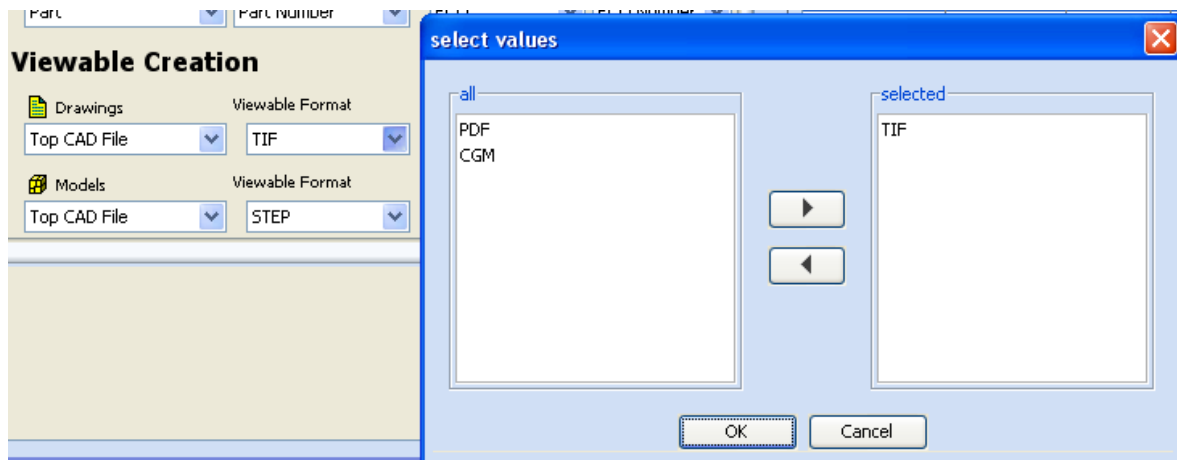 Part Part Number
select values
Viewable Creation
all selected
Drawings Viewable Format
PDF TIF
Top CAD File TIF
CGM
Models Viewable Format
Top CAD File STEP
OK Cancel